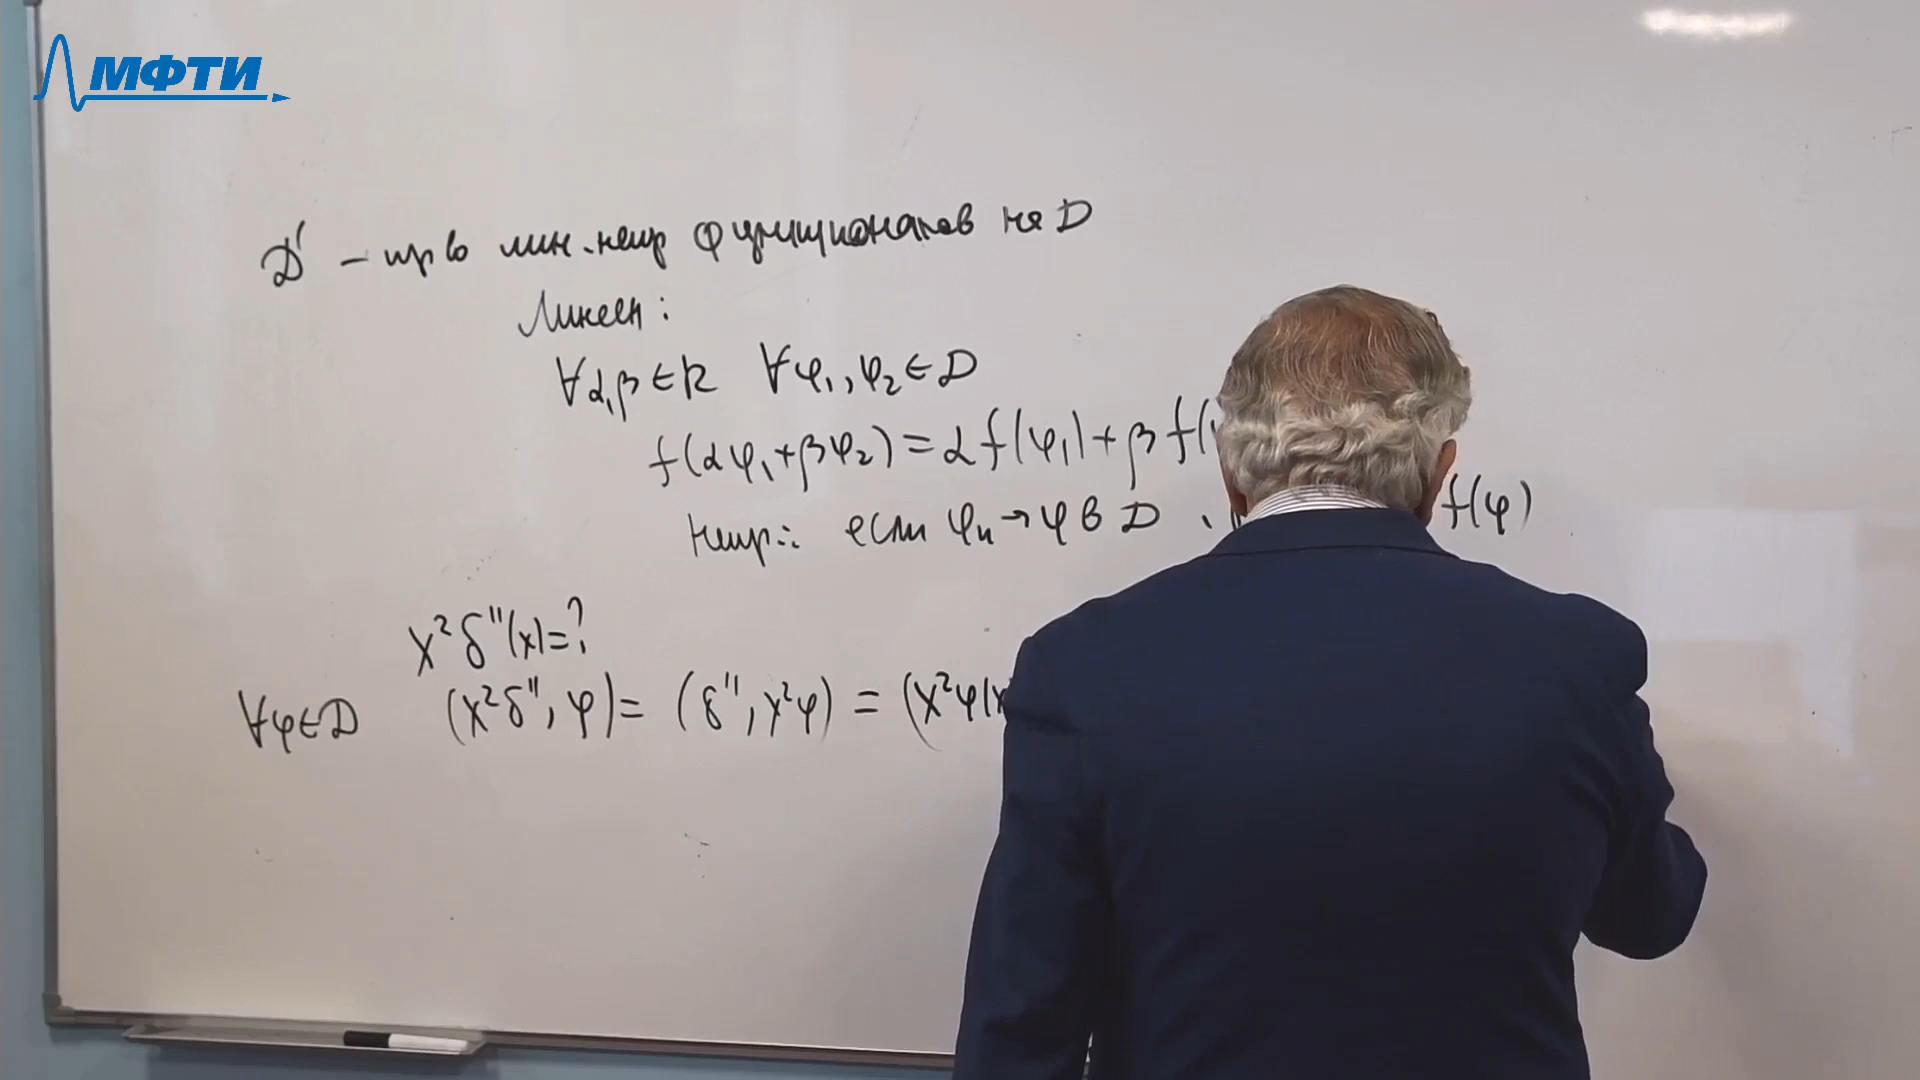 МФТИ
D' – пр-во лин. непр функционалов на D
Линейн:
∀α,β∈R ∀φ₁,φ₂∈D
f(αφ₁+βφ₂)=αf(φ₁)+βf(
Непр.: если φₙ→φ в D f(φ)
x²δ''(x)=?
∀φ∈D (x²δ'',φ)= (δ'',x²φ) = (x²φ(x